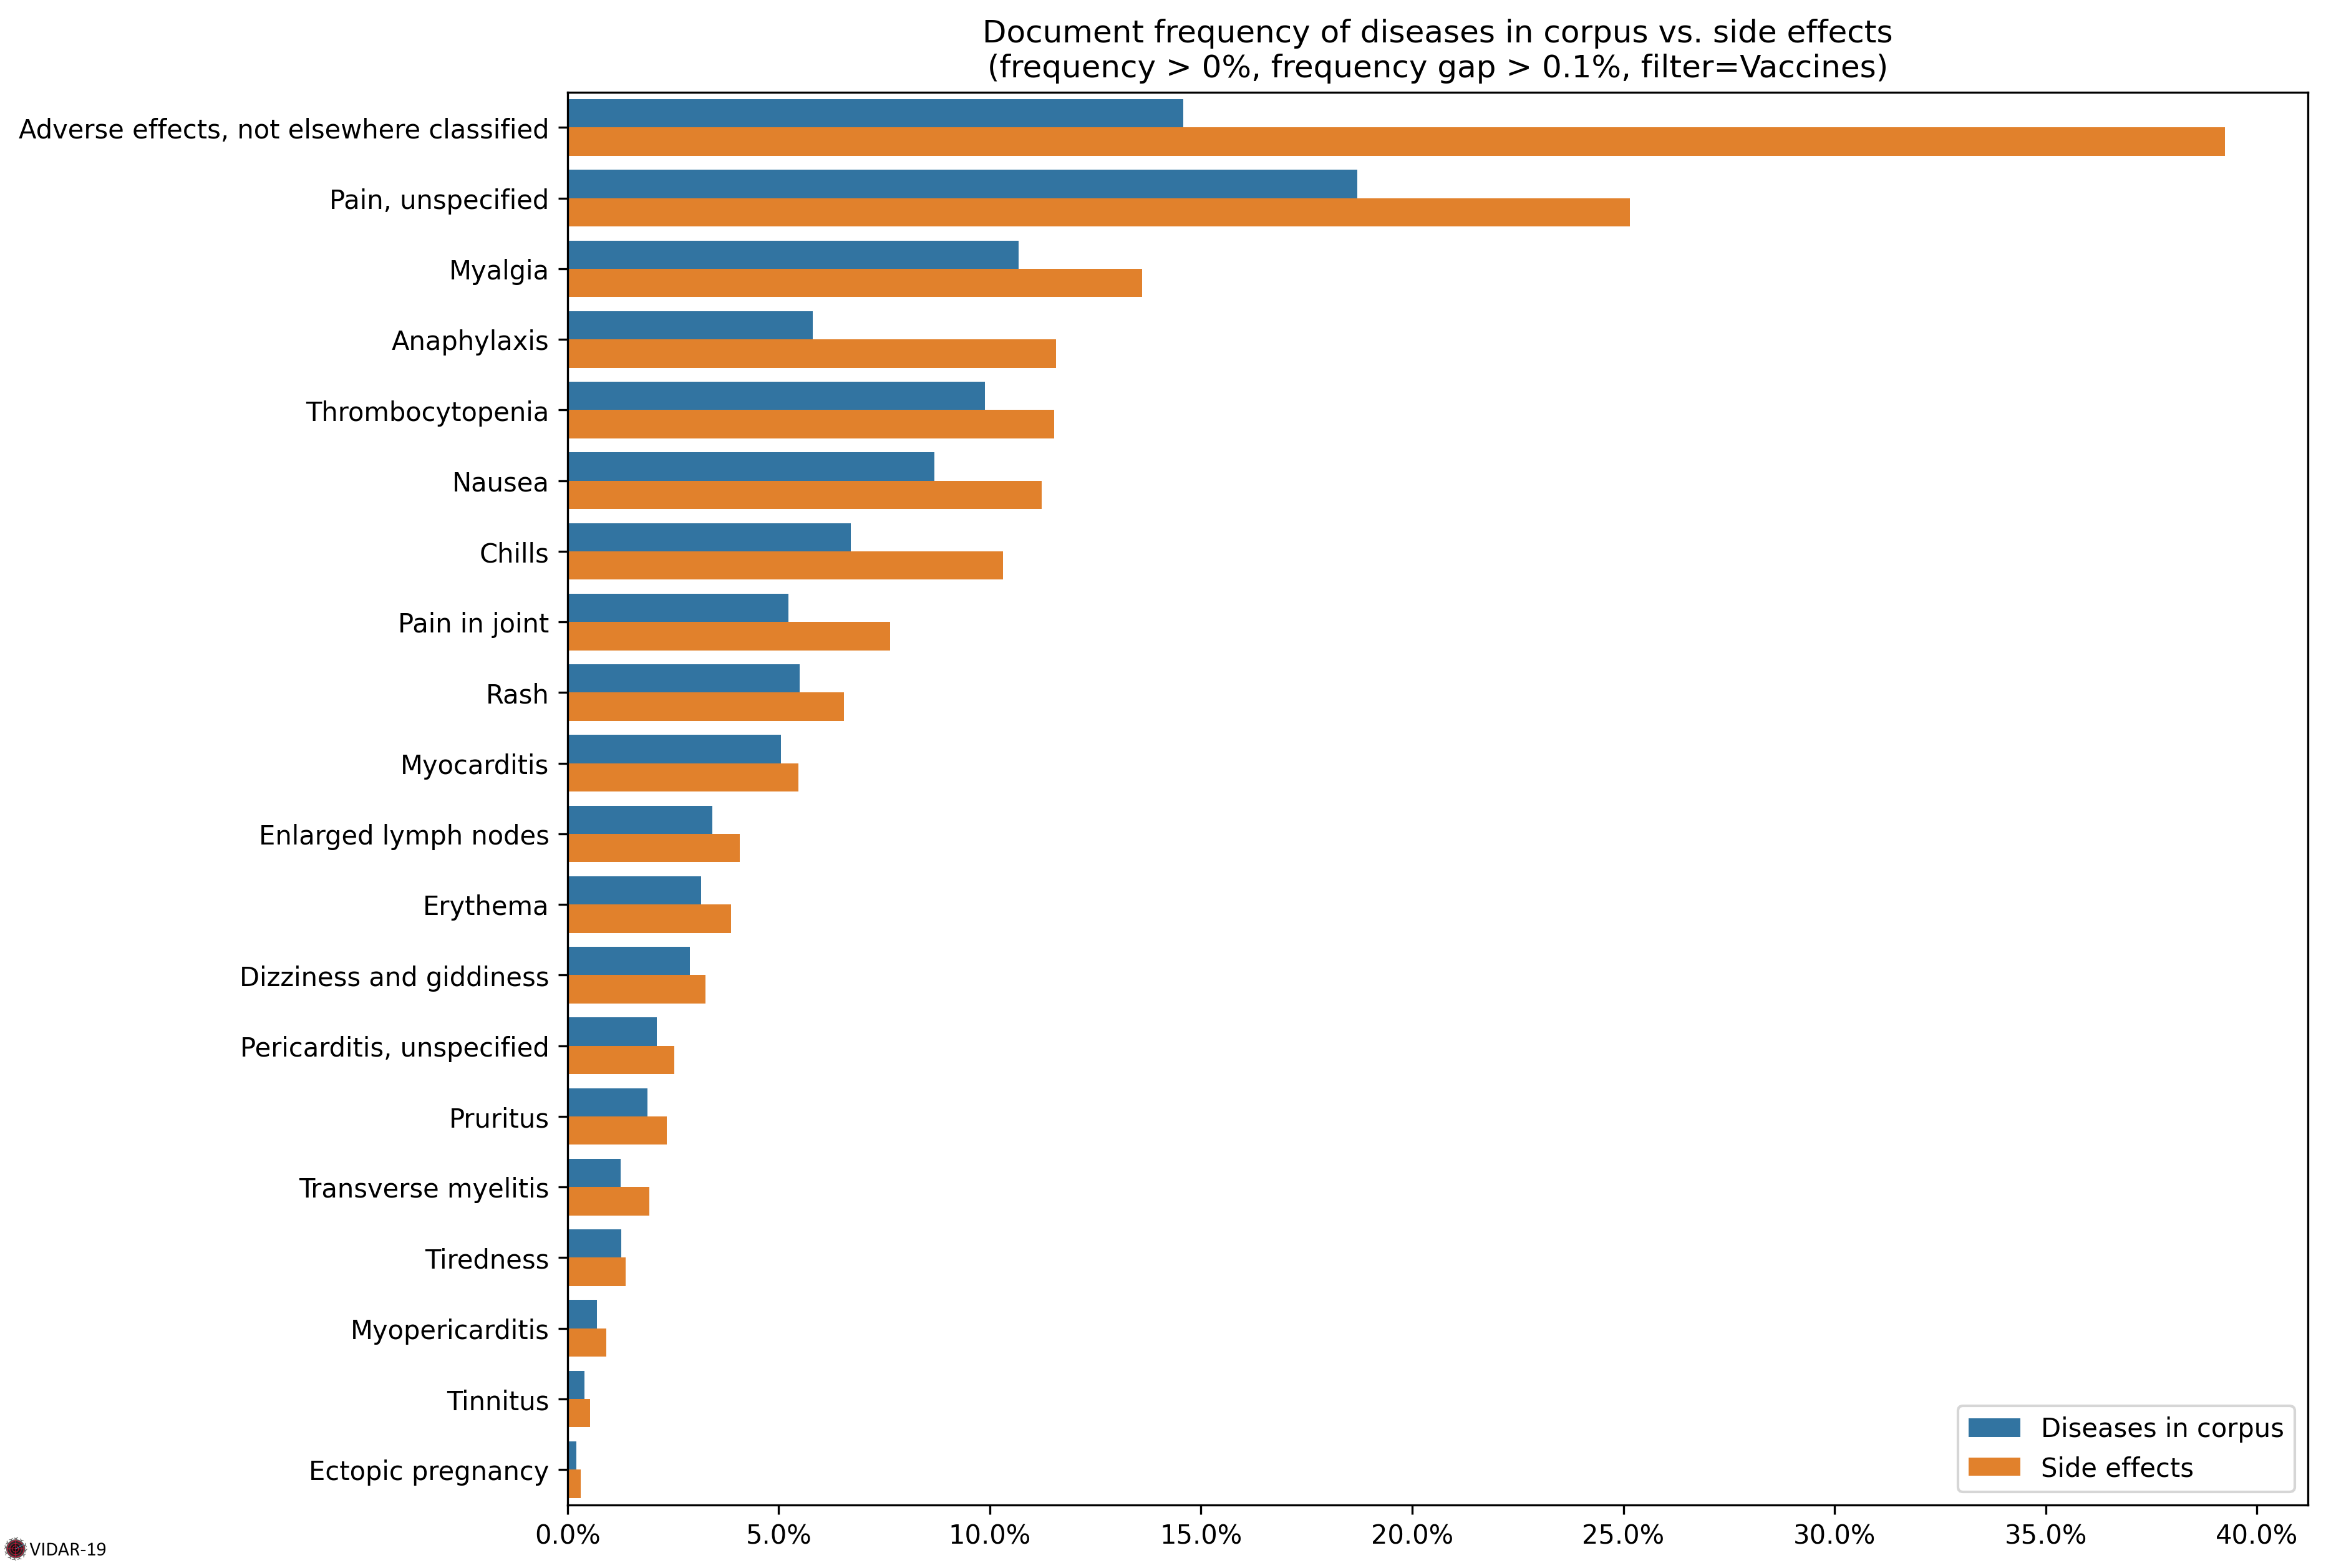 Document frequency of diseases in corpus vs. side effects
(frequency > 0%, frequency gap > 0.1%, filter=Vaccines)
Adverse effects, not elsewhere classified
Pain, unspecified
Myalgia
Anaphylaxis
Thrombocytopenia
Nausea
Chills
Pain in joint
Rash
Myocarditis
Enlarged lymph nodes
Erythema
Dizziness and giddiness
Pericarditis, unspecified
Pruritus
Transverse myelitis
Tiredness
Myopericarditis
Tinnitus
Ectopic pregnancy
Diseases in corpus
Side effects
0.0% 5.0% 10.0% 15.0% 20.0% 25.0% 30.0% 35.0% 40.0%
VIDAR-19